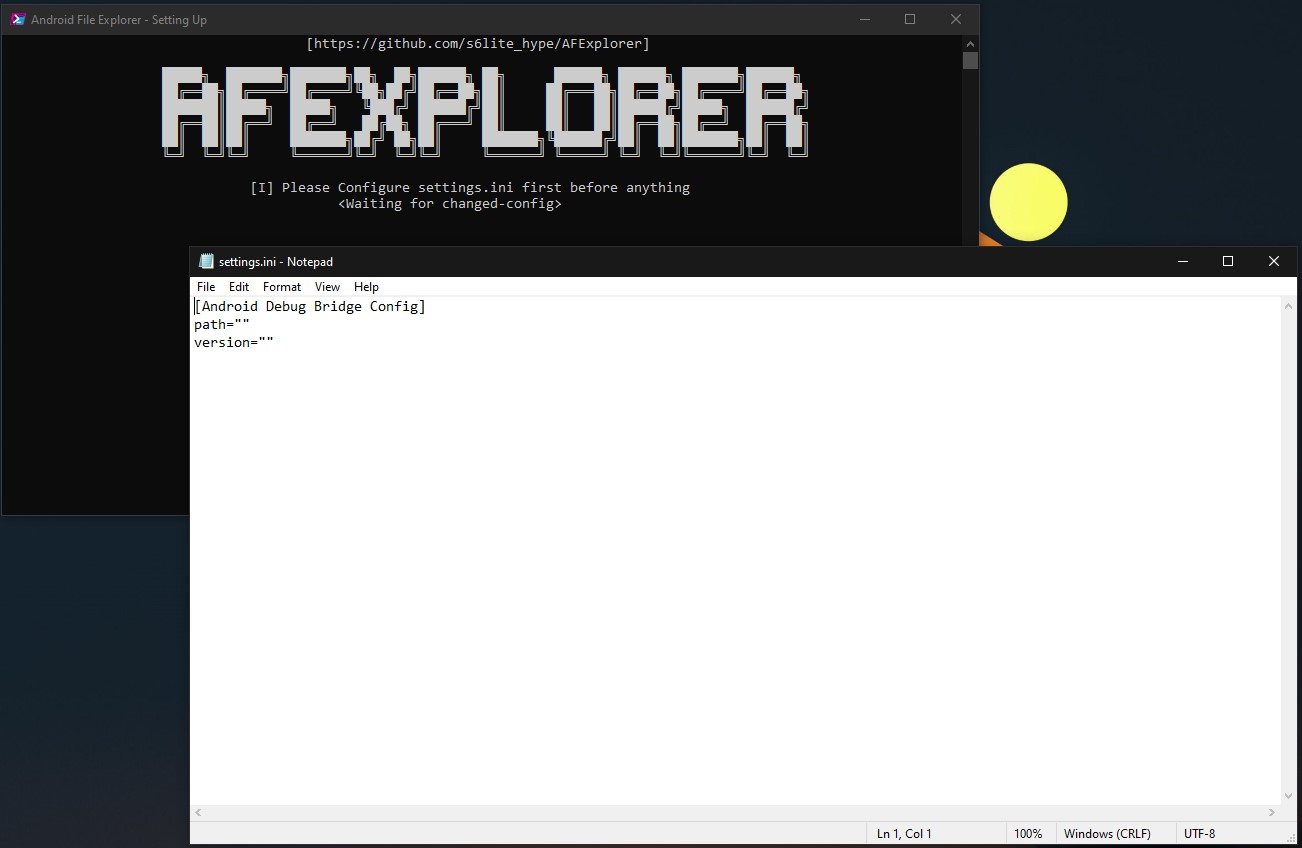 Android File Explorer - Setting Up
[https://github.com/s6lite_hype/AFExplorer]
AFEXPLORER
[I] Please Configure settings.ini first before anything
<Waiting for changed-config>
settings.ini - Notepad
File Edit Format View Help
[Android Debug Bridge Config]
path=""
version=""
Ln 1, Col 1 100% Windows (CRLF) UTF-8